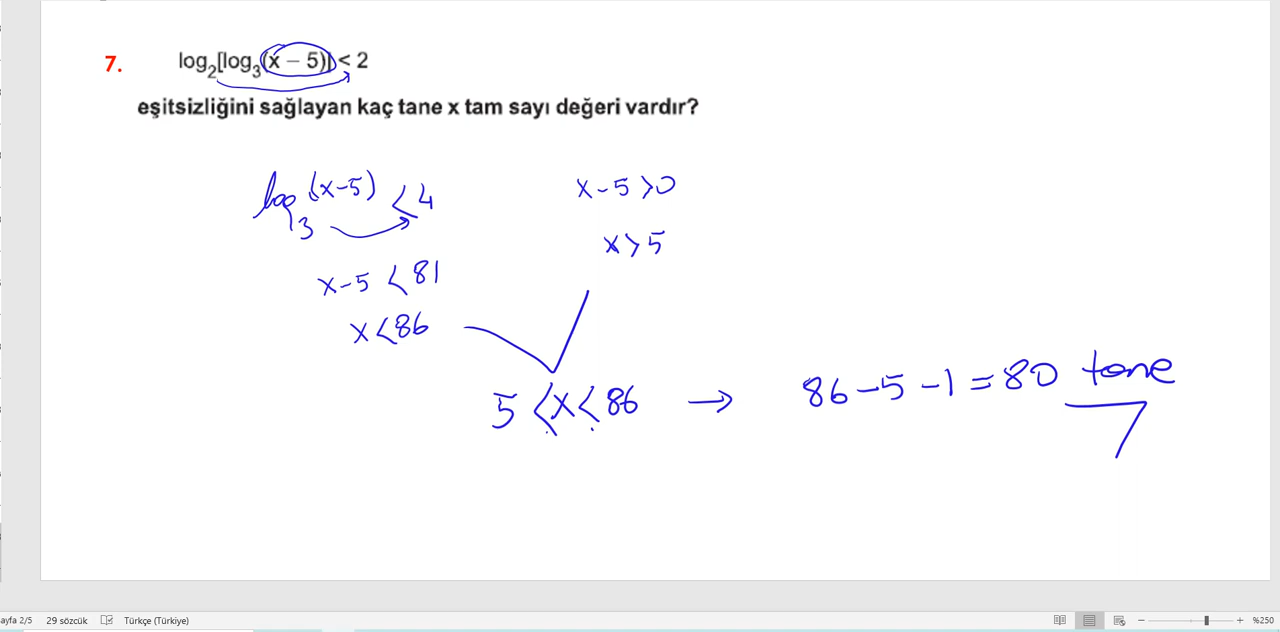 7. log₂[log₃(x – 5)] < 2
eşitsizliğini sağlayan kaç tane x tam sayı değeri vardır?
log₃(x-5) < 4
x-5 < 81
x < 86
x-5 > 0
x > 5
5 < x < 86 → 86-5-1=80 tane
ayfa 2/5 29 sözcük Türkçe (Türkiye) %250